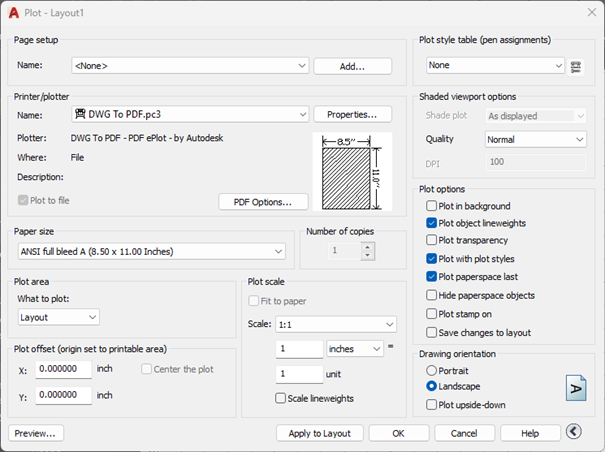 Plot - Layout1
Page setup
Name: <None> Add...
Plot style table (pen assignments)
None
Printer/plotter
Name: DWG To PDF.pc3 Properties...
Plotter: DWG To PDF - PDF ePlot - by Autodesk
Where: File
Description:
Plot to file
PDF Options...
8.5"
11.0"
Shaded viewport options
Shade plot As displayed
Quality Normal
DPI 100
Paper size
ANSI full bleed A (8.50 x 11.00 Inches)
Number of copies
1
Plot area
What to plot:
Layout
Plot scale
Fit to paper
Scale: 1:1
1 inches =
1 unit
Scale lineweights
Plot offset (origin set to printable area)
X: 0.000000 inch Center the plot
Y: 0.000000 inch
Plot options
Plot in background
Plot object lineweights
Plot transparency
Plot with plot styles
Plot paperspace last
Hide paperspace objects
Plot stamp on
Save changes to layout
Drawing orientation
Portrait
Landscape
Plot upside-down
A
Preview... Apply to Layout OK Cancel Help